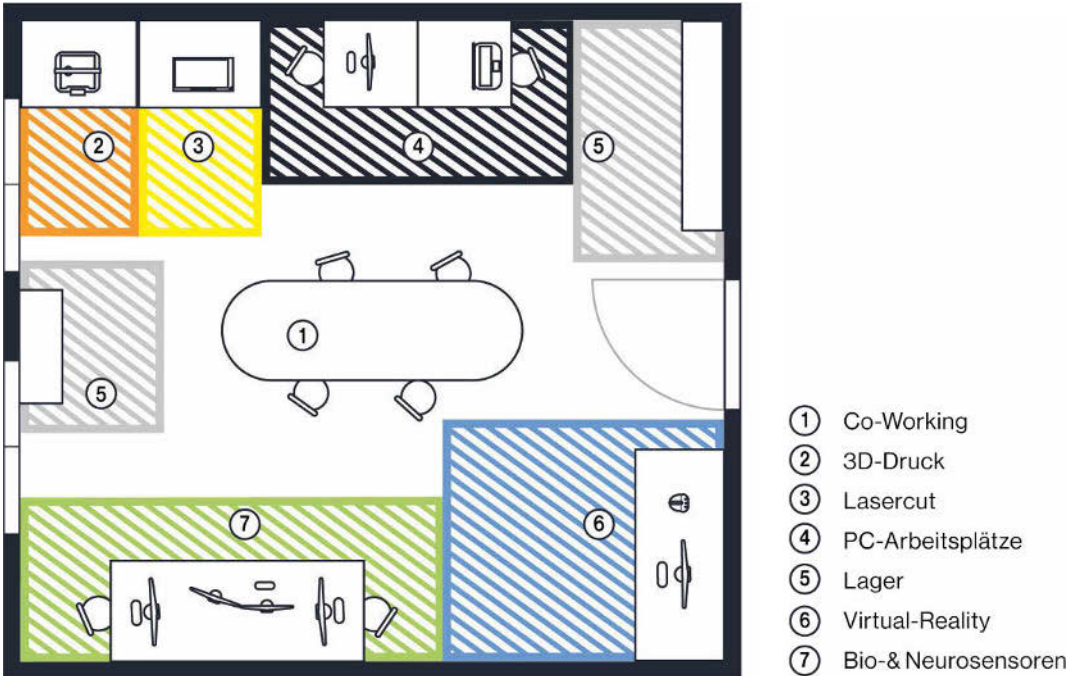 2
3
4
5
1
5
7
6
1 Co-Working
2 3D-Druck
3 Lasercut
4 PC-Arbeitsplätze
5 Lager
6 Virtual-Reality
7 Bio-& Neurosensoren